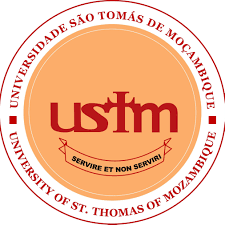 UNIVERSIDADE SÃO TOMÁS DE MOÇAMBIQUE
ustm
SERVIRE ET NON SERVIRI
UNIVERSITY OF ST. THOMAS OF MOZAMBIQUE